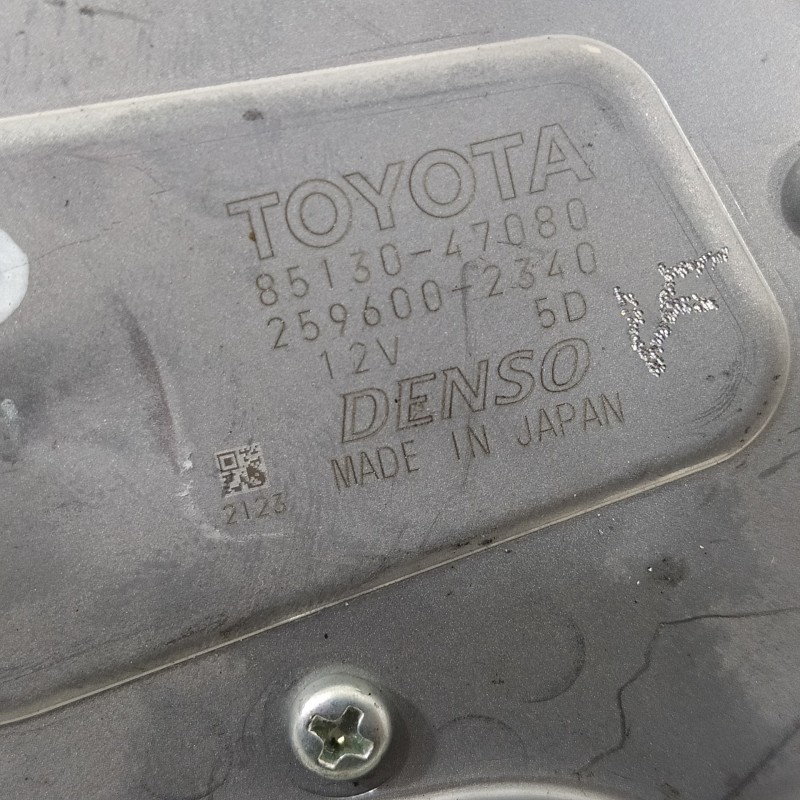 TOYOTA
85130-47080
259600-2340
12V 5D
DENSO
MADE IN JAPAN
2123